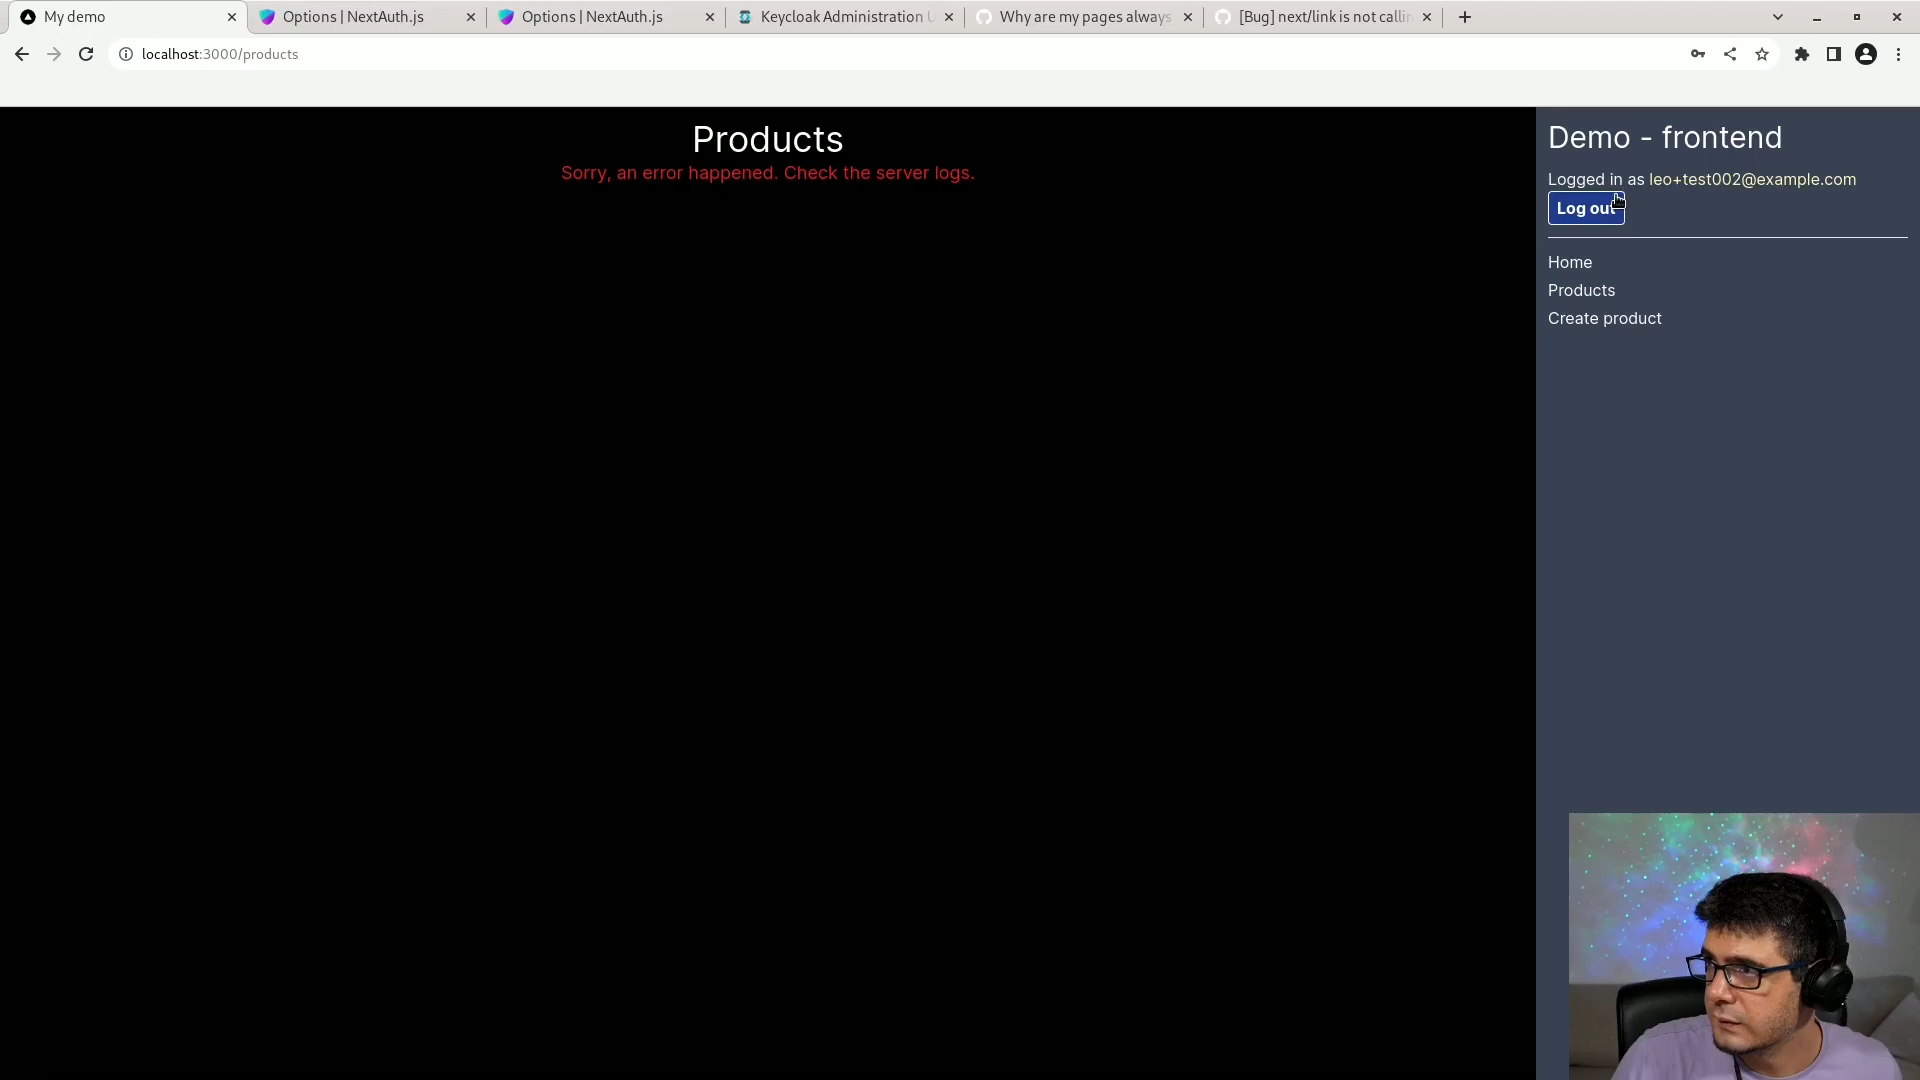 My demo
Options | NextAuth.js
Options | NextAuth.js
Keycloak Administration U
Why are my pages always
[Bug] next/link is not callin
localhost:3000/products
Products
Sorry, an error happened. Check the server logs.
Demo - frontend
Logged in as leo+test002@example.com
Log out
Home
Products
Create product